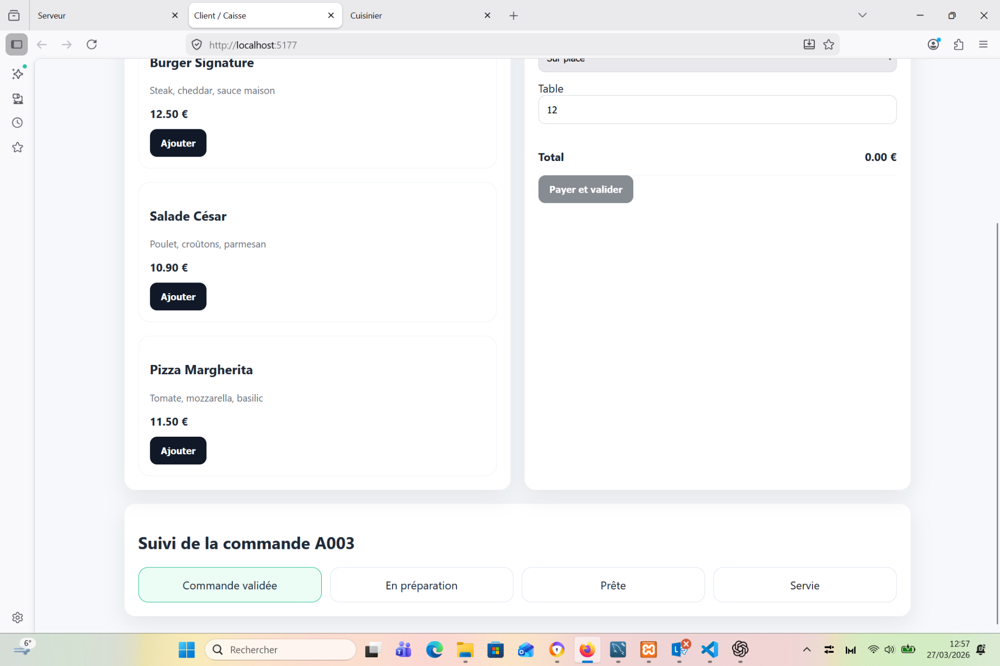 Serveur
Client / Caisse
Cuisinier
http://localhost:5177
Burger Signature
Steak, cheddar, sauce maison
12.50 €
Ajouter
Salade César
Poulet, croûtons, parmesan
10.90 €
Ajouter
Pizza Margherita
Tomate, mozzarella, basilic
11.50 €
Ajouter
Sur place
Table
12
Total
0.00 €
Payer et valider
Suivi de la commande A003
Commande validée
En préparation
Prête
Servie
6°
Rechercher
12:57
27/03/2026